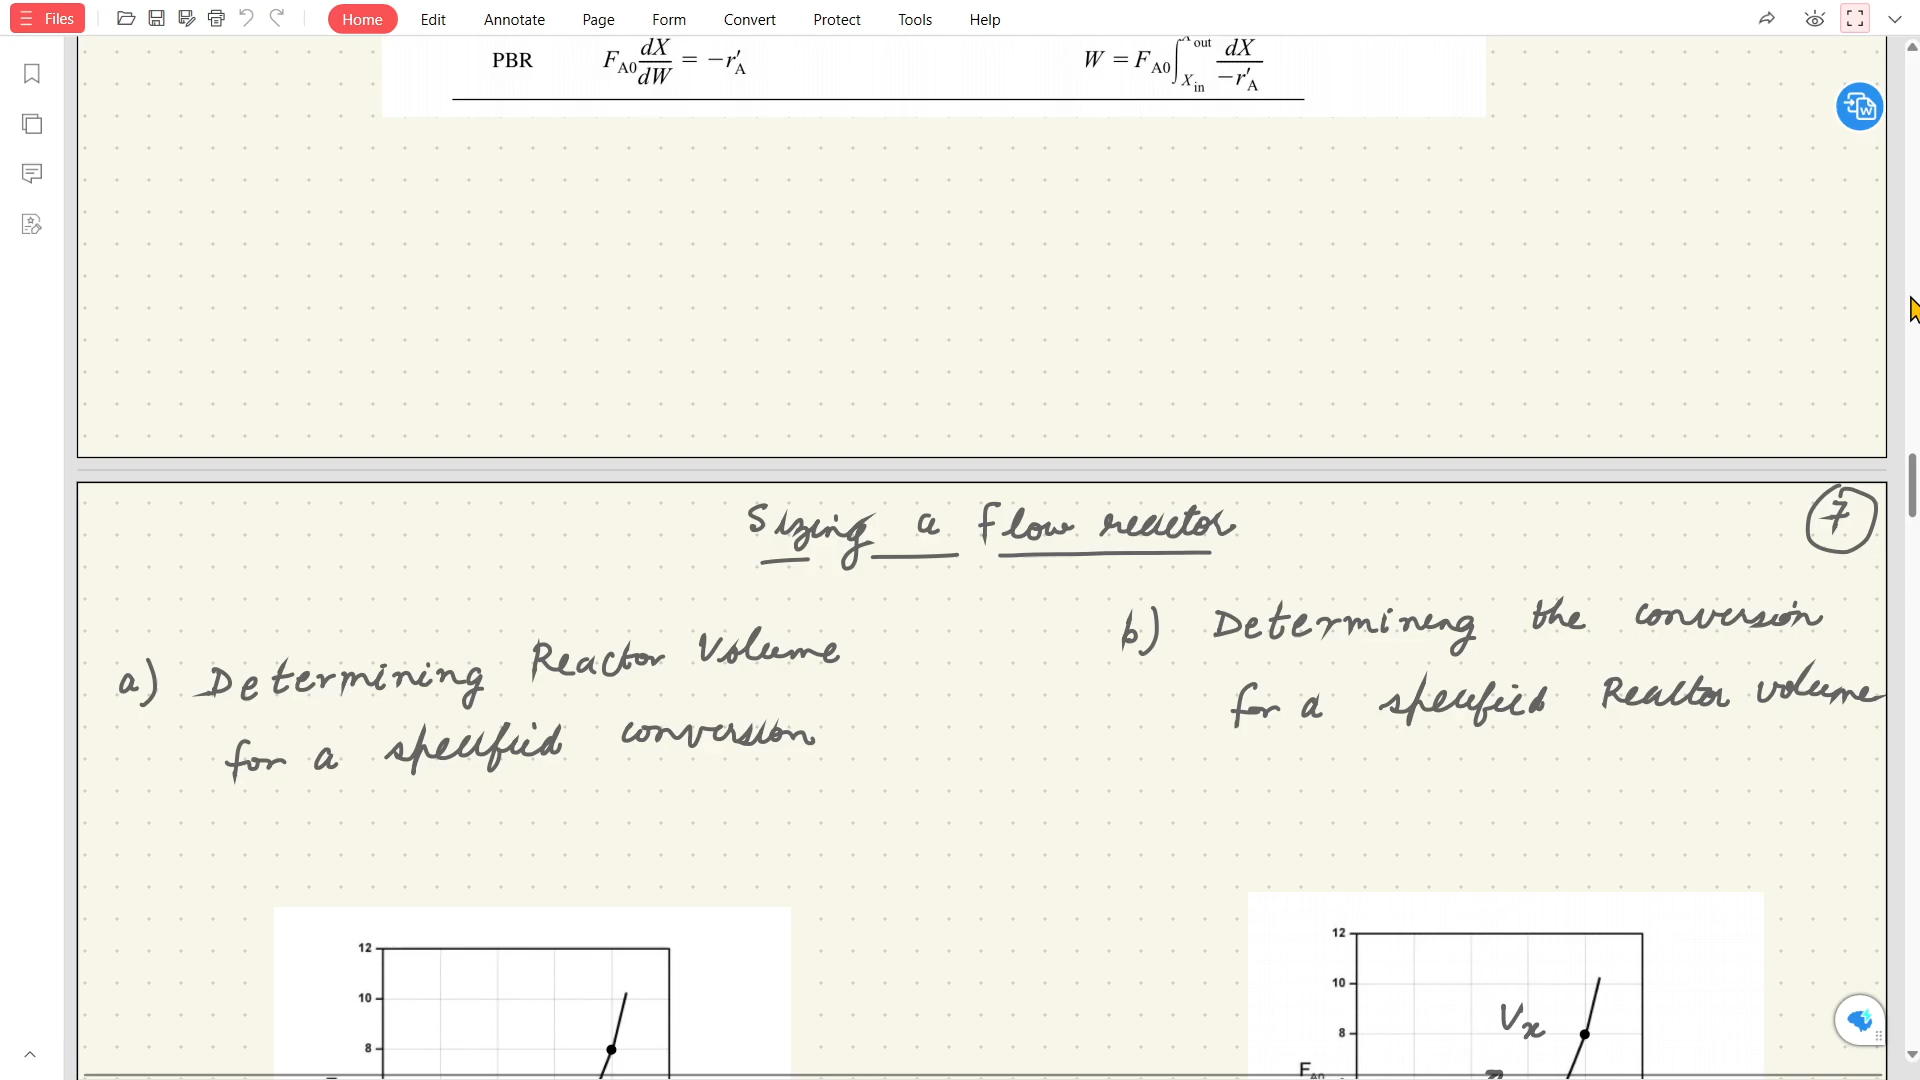 Files Home Edit Annotate Page Form Convert Protect Tools Help
PBR F_A0 dX/dW = −r′_A W = F_A0 ∫_{X_in}^{X_out} dX/−r′_A
W
Sizing a flow reactor
7
a) Determining Reactor Volume
for a specified conversion
b) Determining the conversion
for a specified Reactor volume
12
10
8
12
10
8
V_x
F_A0